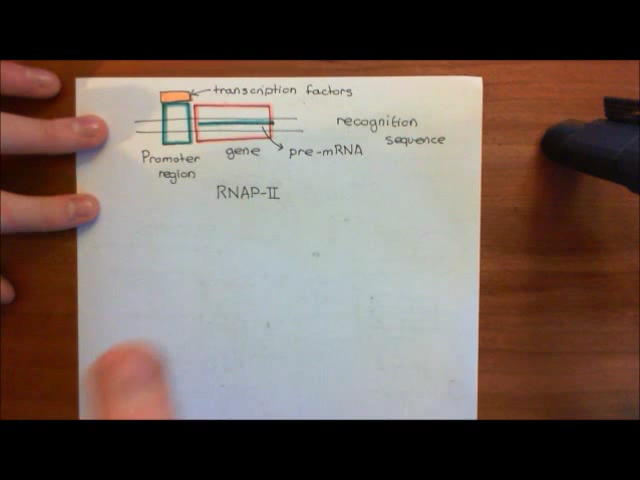 transcription factors
recognition
sequence
Promoter
region
gene
pre-mRNA
RNAP-II